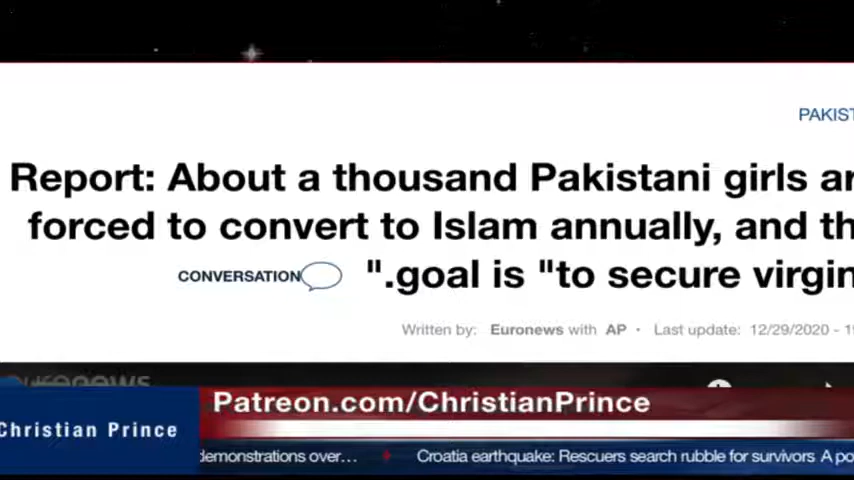 PAKIST
Report: About a thousand Pakistani girls ar
forced to convert to Islam annually, and th
CONVERSATION ".goal is "to secure virgin
Written by: Euronews with AP · Last update: 12/29/2020 - 1
euronews
Patreon.com/ChristianPrince
Christian Prince
demonstrations over... Croatia earthquake: Rescuers search rubble for survivors A po